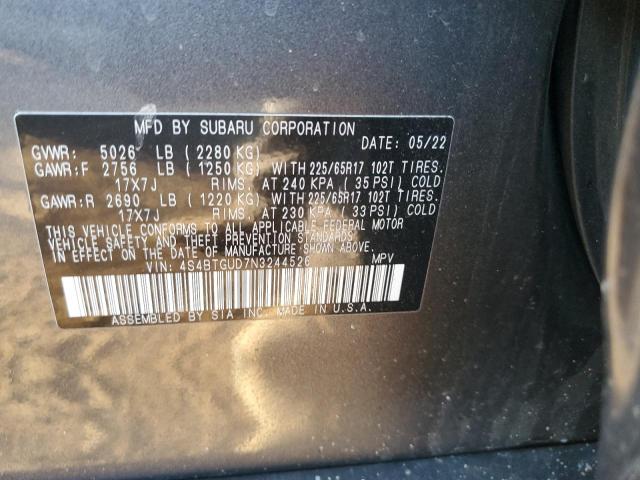 MFD BY SUBARU CORPORATION
DATE: 05/22
GVWR: 5026 LB (2280 KG)
GAWR:F 2756 LB (1250 KG) WITH 225/65R17 102T TIRES.
17X7J RIMS. AT 240 KPA (35 PSI) COLD
GAWR:R 2690 LB (1220 KG) WITH 225/65R17 102T TIRES.
17X7J RIMS. AT 230 KPA (33 PSI) COLD
THIS VEHICLE CONFORMS TO ALL APPLICABLE FEDERAL MOTOR
VEHICLE SAFETY AND THEFT PREVENTION STANDARDS
IN EFFECT ON THE DATE OF MANUFACTURE SHOWN ABOVE.
VIN: 4S4BTGUD7N3244526 MPV
ASSEMBLED BY SIA INC. MADE IN U.S.A.